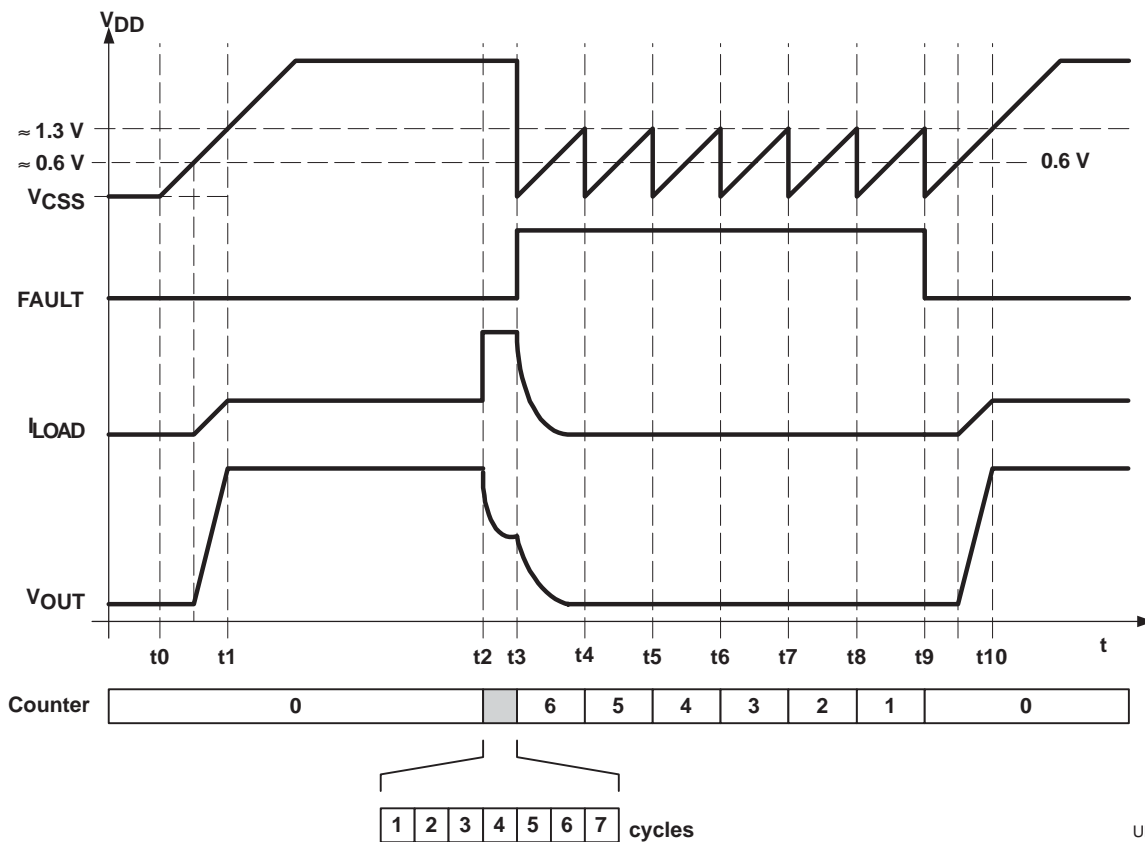 VDD
≈ 1.3 V
≈ 0.6 V
0.6 V
VCSS
FAULT
ILOAD
VOUT
t0 t1 t2 t3 t4 t5 t6 t7 t8 t9 t10 t
Counter 0 6 5 4 3 2 1 0
1 2 3 4 5 6 7 cycles
U